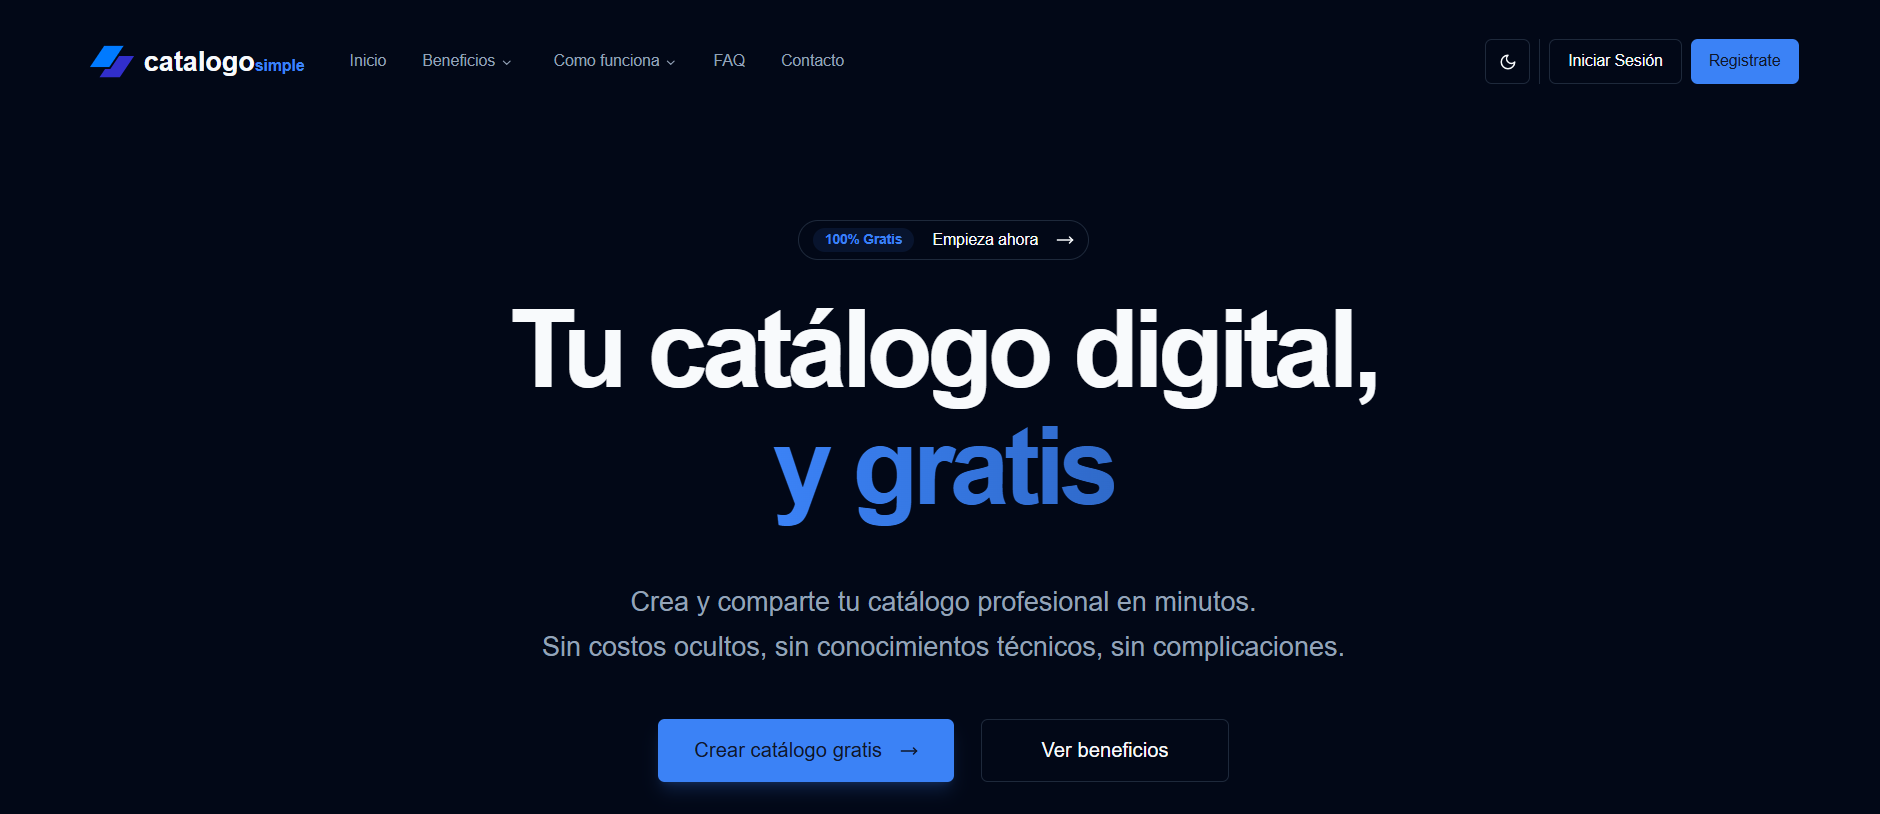 catalogosimple
Inicio
Beneficios
Como funciona
FAQ
Contacto
Iniciar Sesión
Registrate
100% Gratis
Empieza ahora
Tu catálogo digital,
y gratis
Crea y comparte tu catálogo profesional en minutos.
Sin costos ocultos, sin conocimientos técnicos, sin complicaciones.
Crear catálogo gratis
Ver beneficios